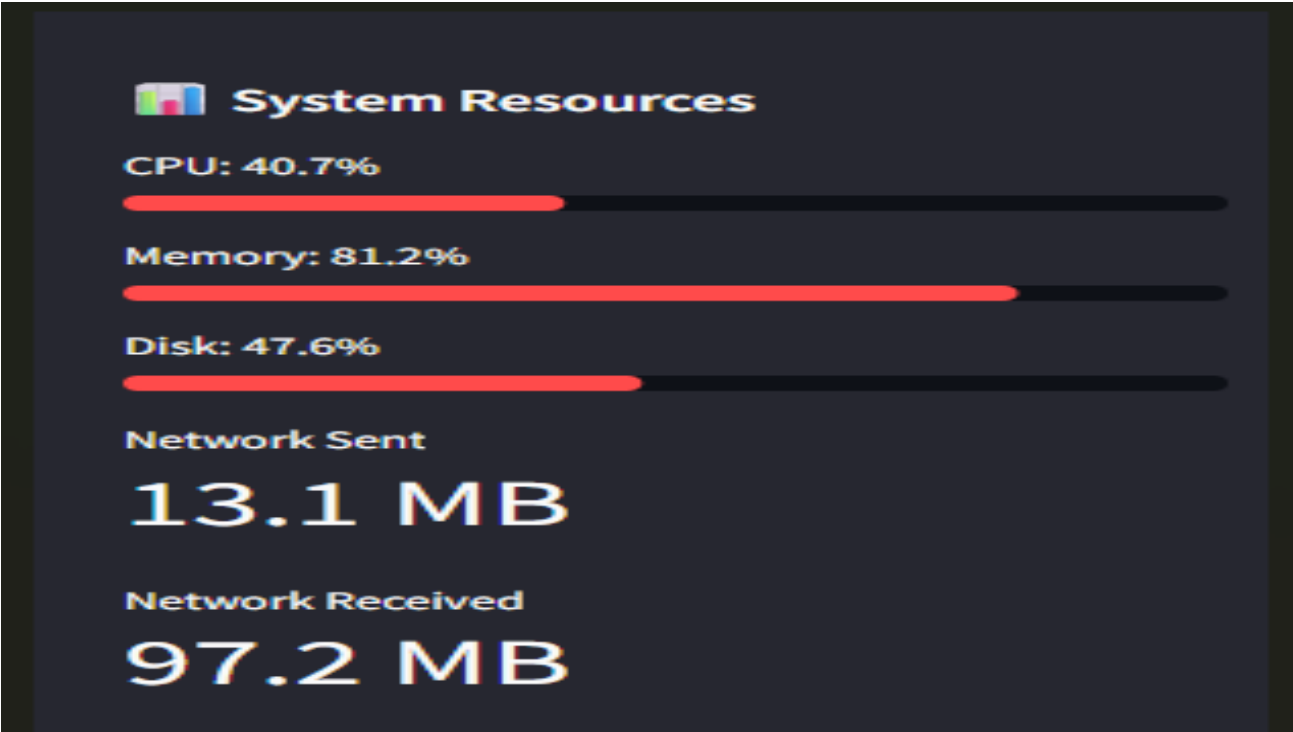 System Resources
CPU: 40.7%
Memory: 81.2%
Disk: 47.6%
Network Sent
13.1 MB
Network Received
97.2 MB